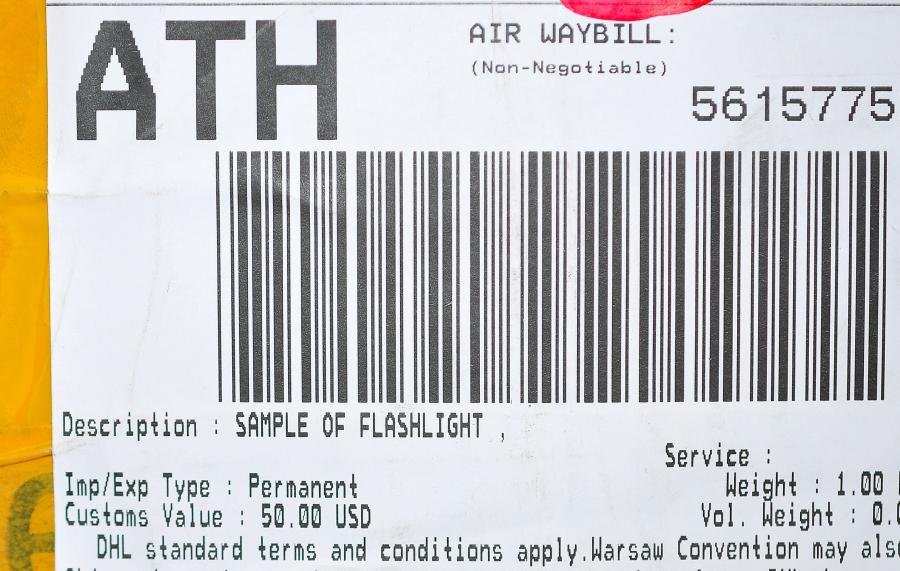 ATH
AIR WAYBILL:
(Non-Negotiable)
5615775
Description : SAMPLE OF FLASHLIGHT ,
Service :
Imp/Exp Type : Permanent
Weight : 1.00
Customs Value : 50.00 USD
Vol. Weight : 0.0
DHL standard terms and conditions apply.Warsaw Convention may also